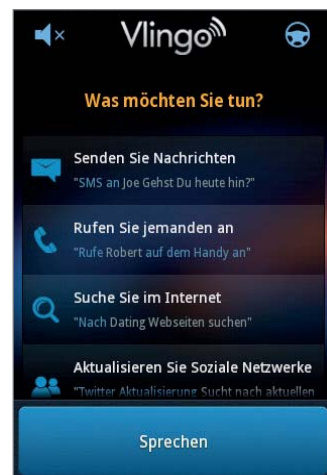 Vlingo
Was möchten Sie tun?
Senden Sie Nachrichten
"SMS an Joe Gehst Du heute hin?"
Rufen Sie jemanden an
"Rufe Robert auf dem Handy an"
Suche Sie im Internet
"Nach Dating Webseiten suchen"
Aktualisieren Sie Soziale Netzwerke
"Twitter Aktualisierung Sucht nach aktuellen
Sprechen